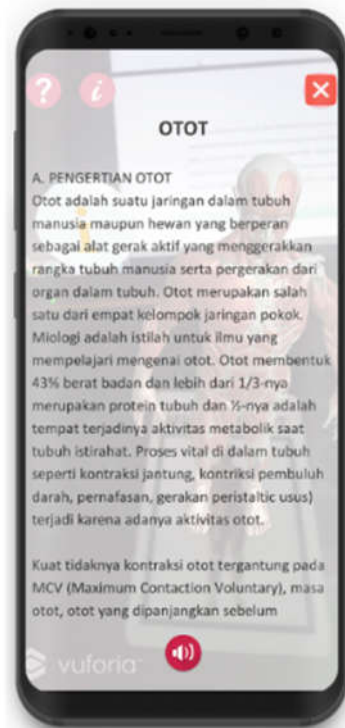 ?
i
X
OTOT
A. PENGERTIAN OTOT
Otot adalah suatu jaringan dalam tubuh
manusia maupun hewan yang berperan
sebagai alat gerak aktif yang menggerakkan
rangka tubuh manusia serta pergerakan dari
organ dalam tubuh. Otot merupakan salah
satu dari empat kelompok jaringan pokok.
Miologi adalah istilah untuk ilmu yang
mempelajari mengenai otot. Otot membentuk
43% berat badan dan lebih dari 1/3-nya
merupakan protein tubuh dan ½-nya adalah
tempat terjadinya aktivitas metabolik saat
tubuh istirahat. Proses vital di dalam tubuh
seperti kontraksi jantung, kontriksi pembuluh
darah, pernafasan, gerakan peristaltic usus)
terjadi karena adanya aktivitas otot.
Kuat tidaknya kontraksi otot tergantung pada
MCV (Maximum Contaction Voluntary), masa
otot, otot yang dipanjangkan sebelum
vuforia